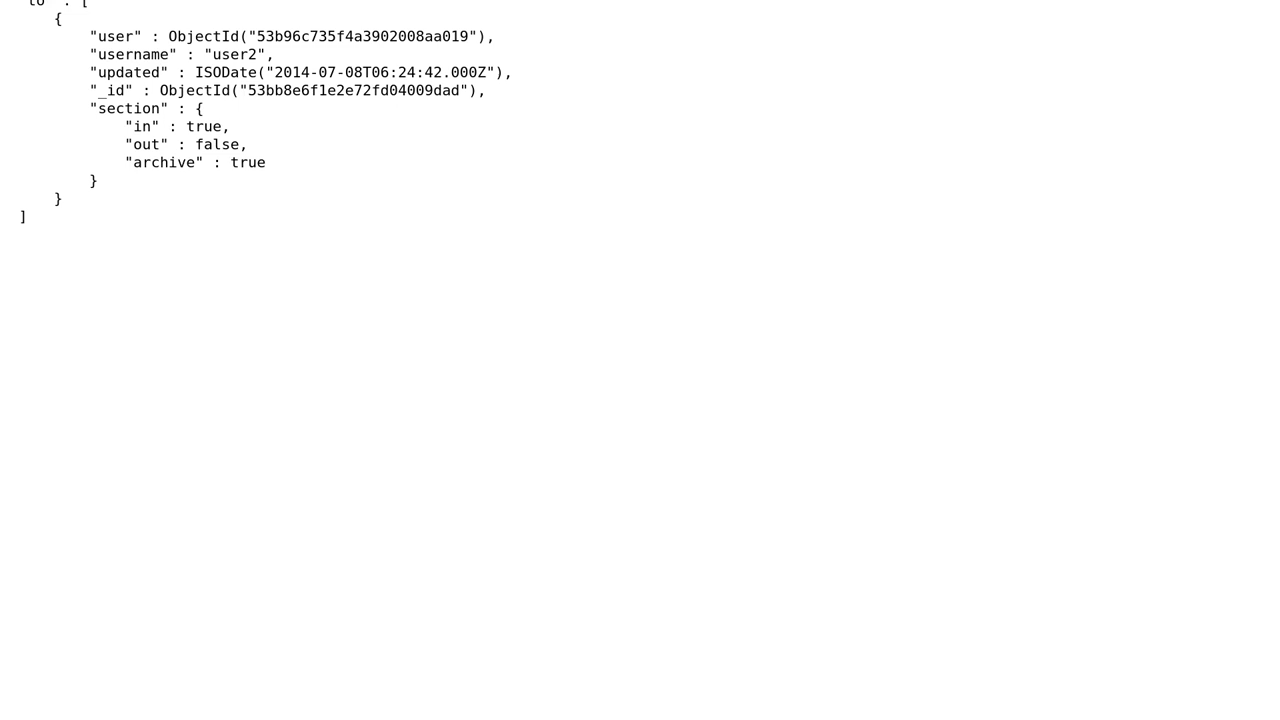 "to" : [
    {
        "user" : ObjectId("53b96c735f4a3902008aa019"),
        "username" : "user2",
        "updated" : ISODate("2014-07-08T06:24:42.000Z"),
        "_id" : ObjectId("53bb8e6f1e2e72fd04009dad"),
        "section" : {
            "in" : true,
            "out" : false,
            "archive" : true
        }
    }
]